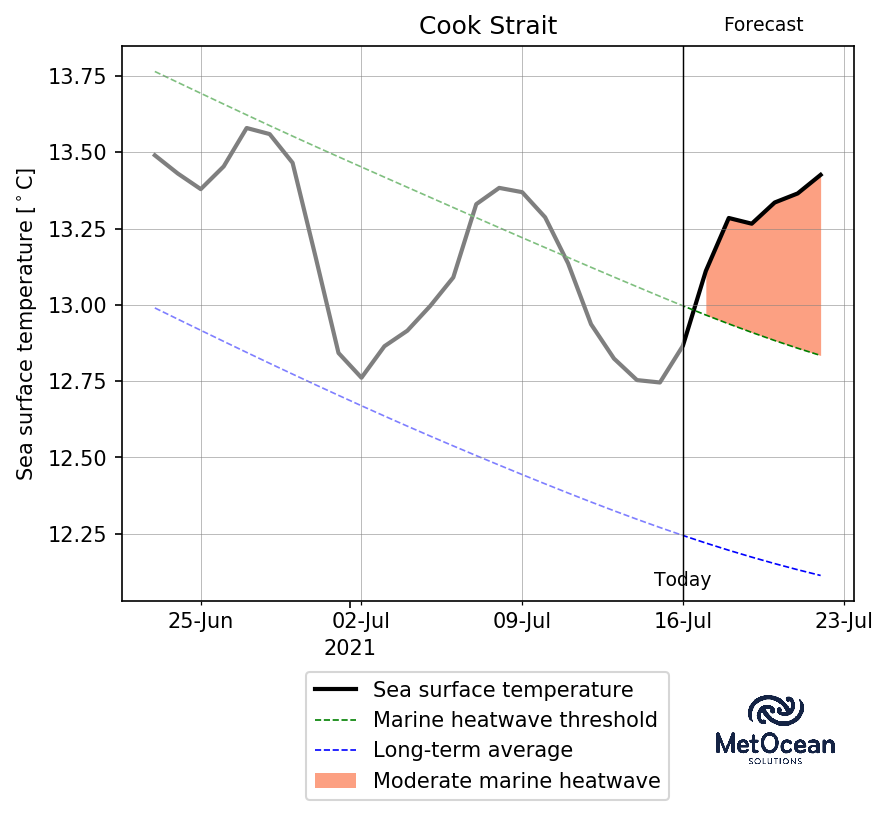 Cook Strait
Forecast
Sea surface temperature [°C]
13.75
13.50
13.25
13.00
12.75
12.50
12.25
Today
25-Jun
02-Jul
09-Jul
16-Jul
23-Jul
2021
Sea surface temperature
Marine heatwave threshold
Long-term average
Moderate marine heatwave
MetOcean
SOLUTIONS